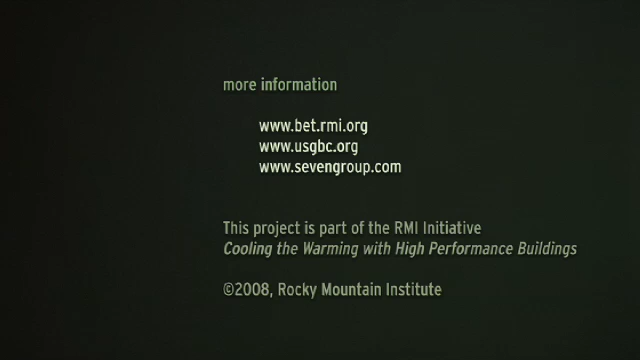 more information
www.bet.rmi.org
www.usgbc.org
www.sevengroup.com
This project is part of the RMI Initiative
Cooling the Warming with High Performance Buildings
©2008, Rocky Mountain Institute